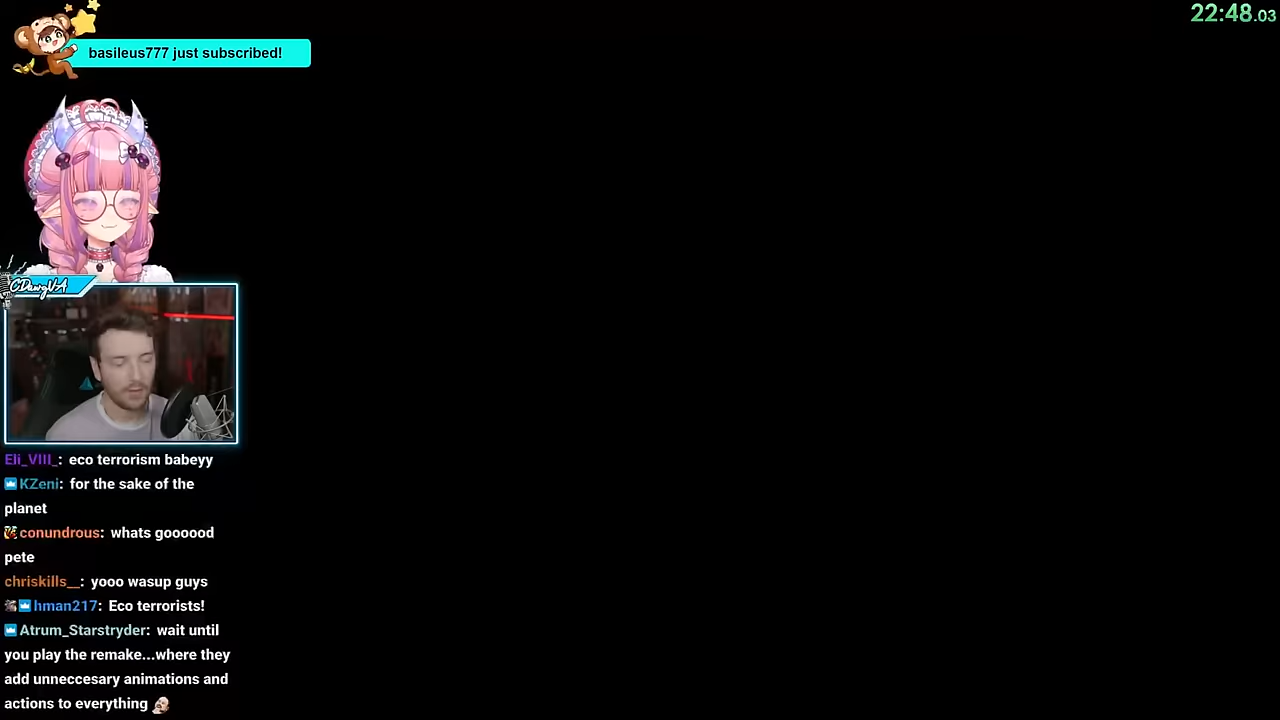 22:48.03
basileus777 just subscribed!
CDawgVA
Eli_VIII_: eco terrorism babeyy
KZeni: for the sake of the
planet
conundrous: whats goooood
pete
chriskills__: yooo wasup guys
hman217: Eco terrorists!
Atrum_Starstryder: wait until
you play the remake...where they
add unneccesary animations and
actions to everything